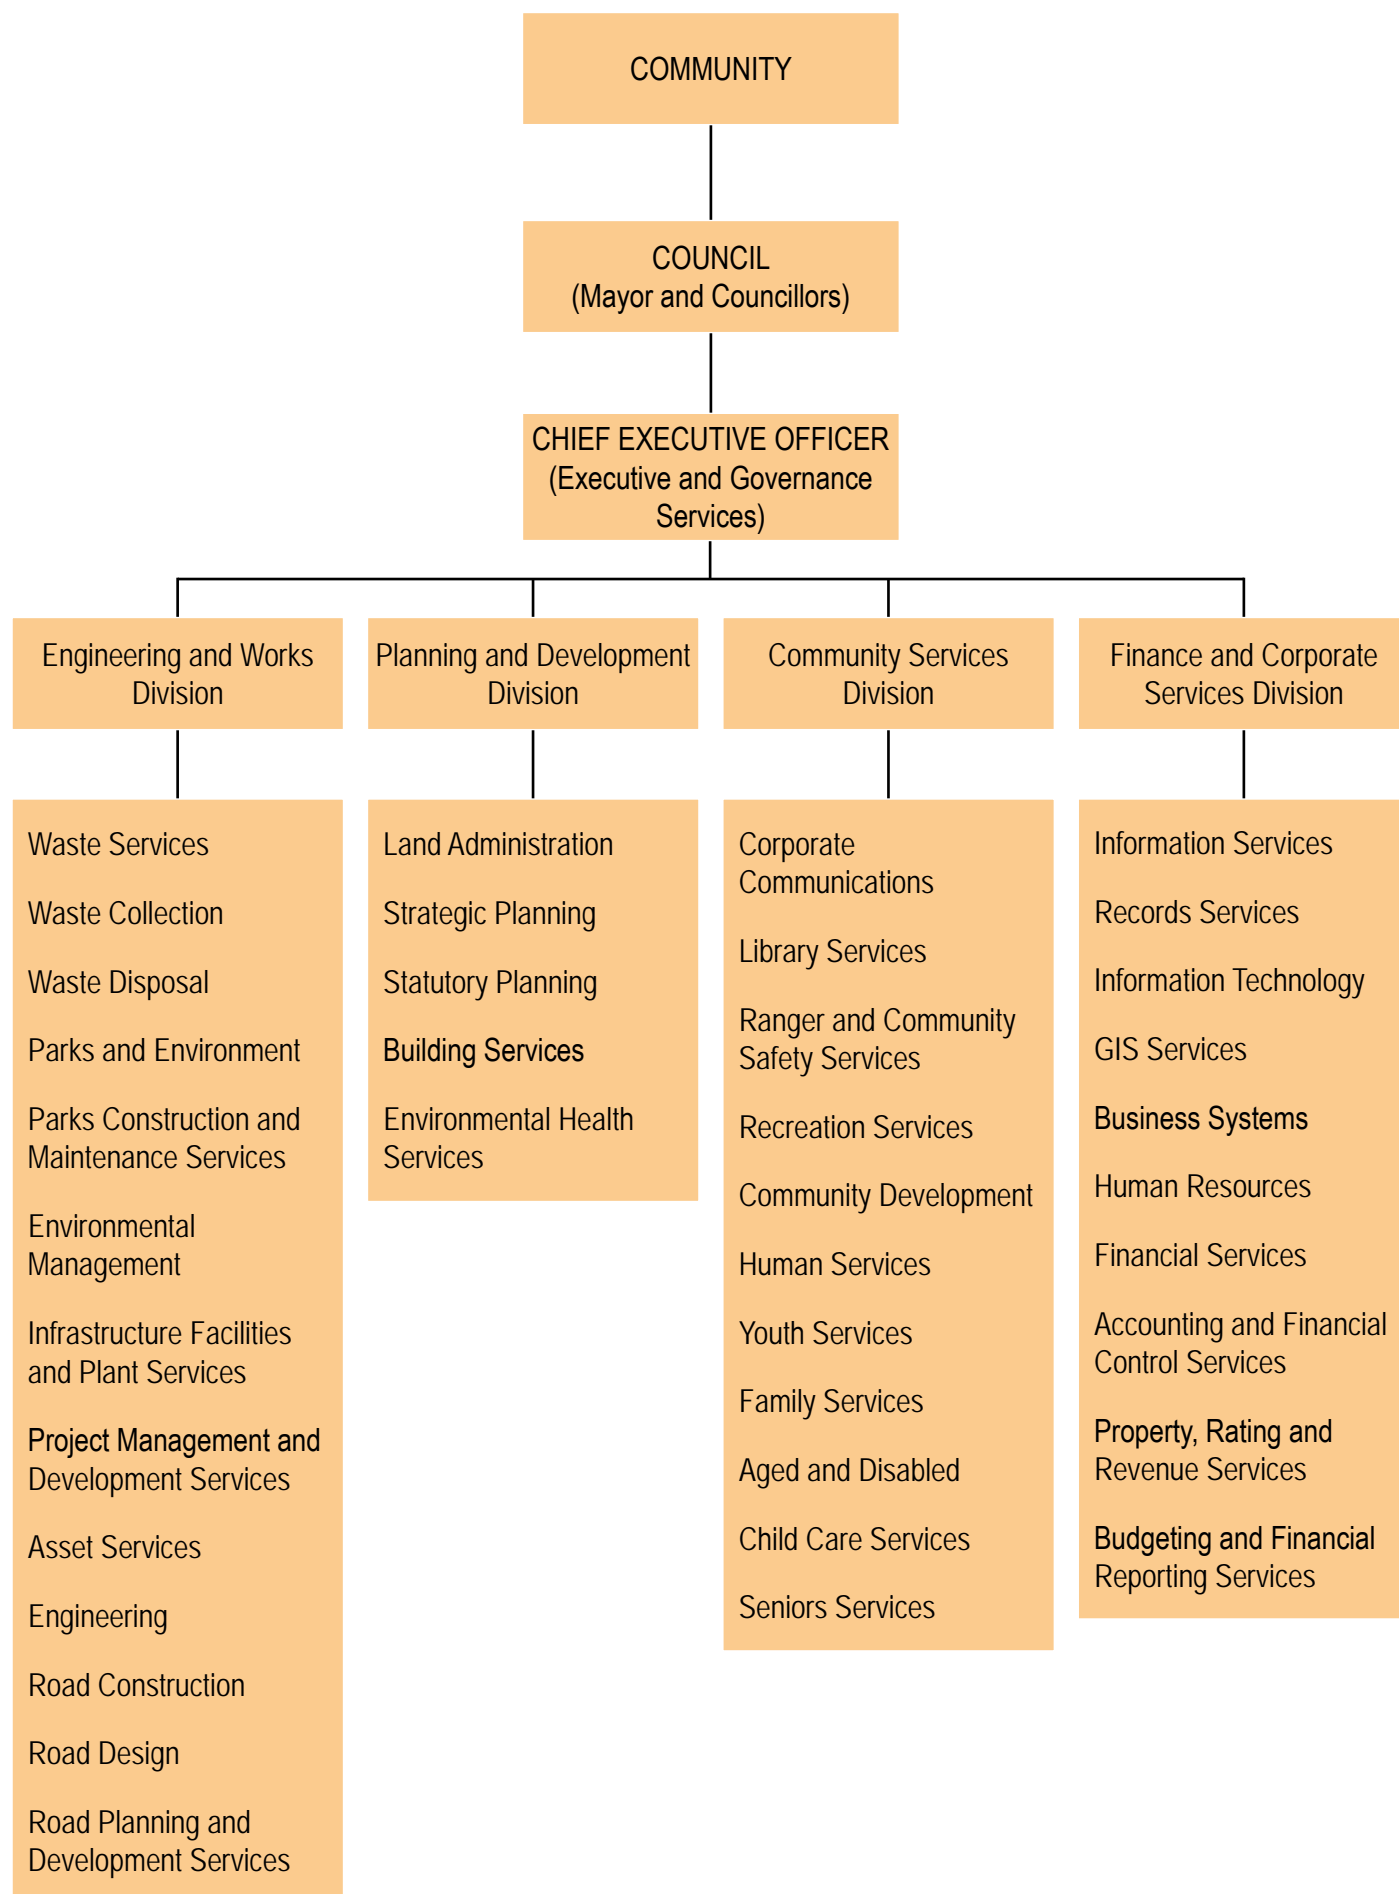 COMMUNITY
COUNCIL
(Mayor and Councillors)
CHIEF EXECUTIVE OFFICER
(Executive and Governance
Services)
Engineering and Works
Division
Planning and Development
Division
Community Services
Division
Finance and Corporate
Services Division
Waste Services
Waste Collection
Waste Disposal
Parks and Environment
Parks Construction and
Maintenance Services
Environmental
Management
Infrastructure Facilities
and Plant Services
Project Management and
Development Services
Asset Services
Engineering
Road Construction
Road Design
Road Planning and
Development Services
Land Administration
Strategic Planning
Statutory Planning
Building Services
Environmental Health
Services
Corporate
Communications
Library Services
Ranger and Community
Safety Services
Recreation Services
Community Development
Human Services
Youth Services
Family Services
Aged and Disabled
Child Care Services
Seniors Services
Information Services
Records Services
Information Technology
GIS Services
Business Systems
Human Resources
Financial Services
Accounting and Financial
Control Services
Property, Rating and
Revenue Services
Budgeting and Financial
Reporting Services